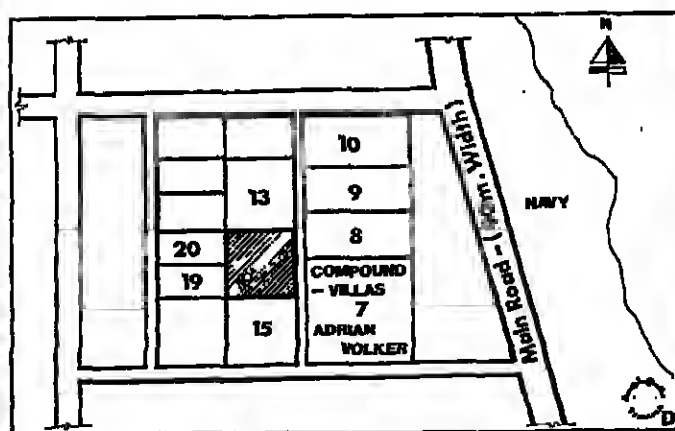 N
10
13
9
NAVY
Main Road - (m. Width)
20
8
19
COMPOUND
- VILLAS
7
15
ADRIAN
VOLKER
D